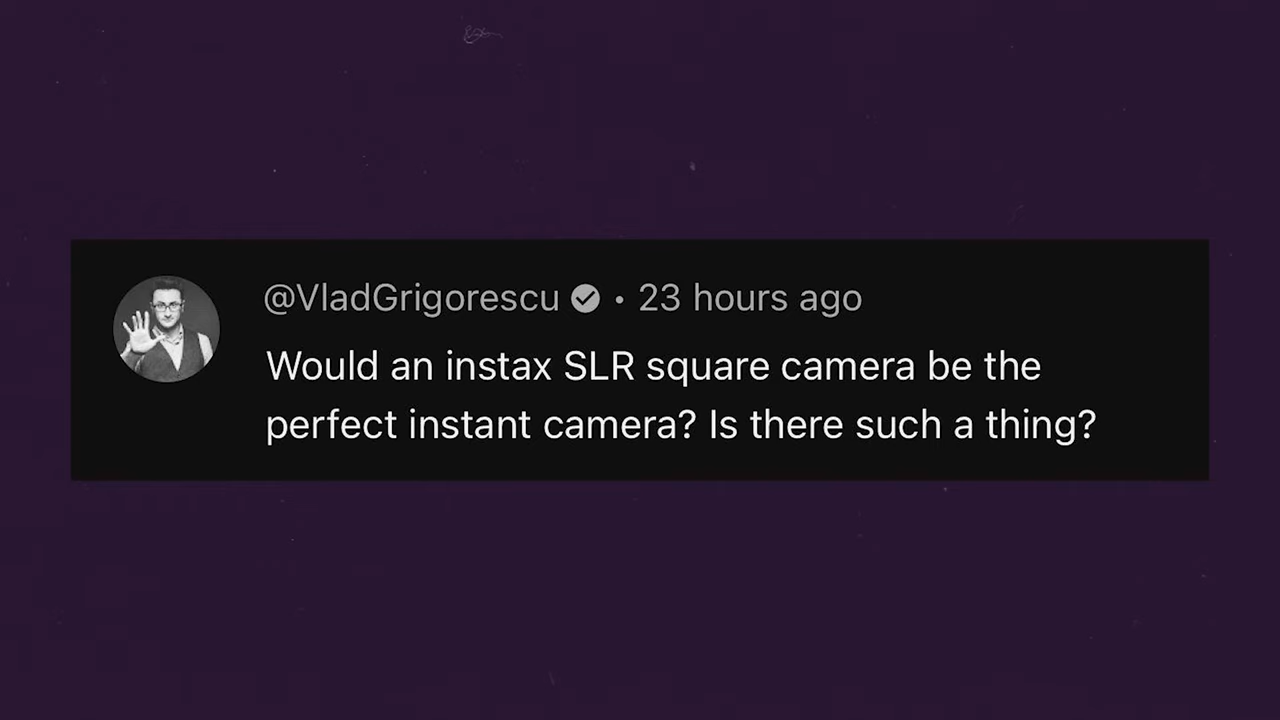 @VladGrigorescu • 23 hours ago
Would an instax SLR square camera be the
perfect instant camera? Is there such a thing?